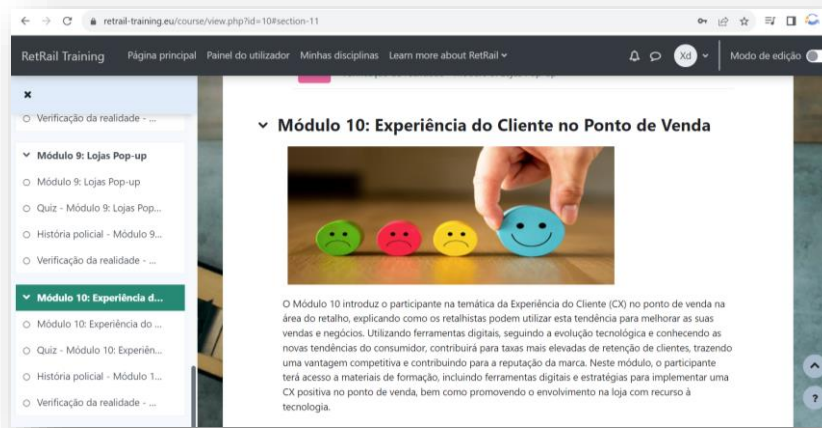 retrail-training.eu/course/view.php?id=10#section-11
RetRail Training Página principal Painel do utilizador Minhas disciplinas Learn more about RetRail Xd Modo de edição
Verificação da realidade - ...
Módulo 9: Lojas Pop-up
Módulo 9: Lojas Pop-up
Quiz - Módulo 9: Lojas Pop...
História policial - Módulo 9...
Verificação da realidade - ...
Módulo 10: Experiência d...
Módulo 10: Experiência do ...
Quiz - Módulo 10: Experiên...
História policial - Módulo 1...
Verificação da realidade - ...
Módulo 10: Experiência do Cliente no Ponto de Venda
O Módulo 10 introduz o participante na temática da Experiência do Cliente (CX) no ponto de venda na
área do retalho, explicando como os retalhistas podem utilizar esta tendência para melhorar as suas
vendas e negócios. Utilizando ferramentas digitais, seguindo a evolução tecnológica e conhecendo as
novas tendências do consumidor, contribuirá para taxas mais elevadas de retenção de clientes, trazendo
uma vantagem competitiva e contribuindo para a reputação da marca. Neste módulo, o participante
terá acesso a materiais de formação, incluindo ferramentas digitais e estratégias para implementar uma
CX positiva no ponto de venda, bem como promovendo o envolvimento na loja com recurso à
tecnologia.
?